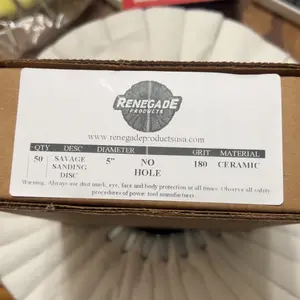 RENEGADE
PRODUCTS
www.renegadeproductsusa.com
QTY DESC DIAMETER GRIT MATERIAL
50 SAVAGE 5" NO 180 CERAMIC
SANDING HOLE
DISC
Warning: Always use dust mask, eye, face and body protection at all times. Observe all safety
procedures of power tool manufacturers.